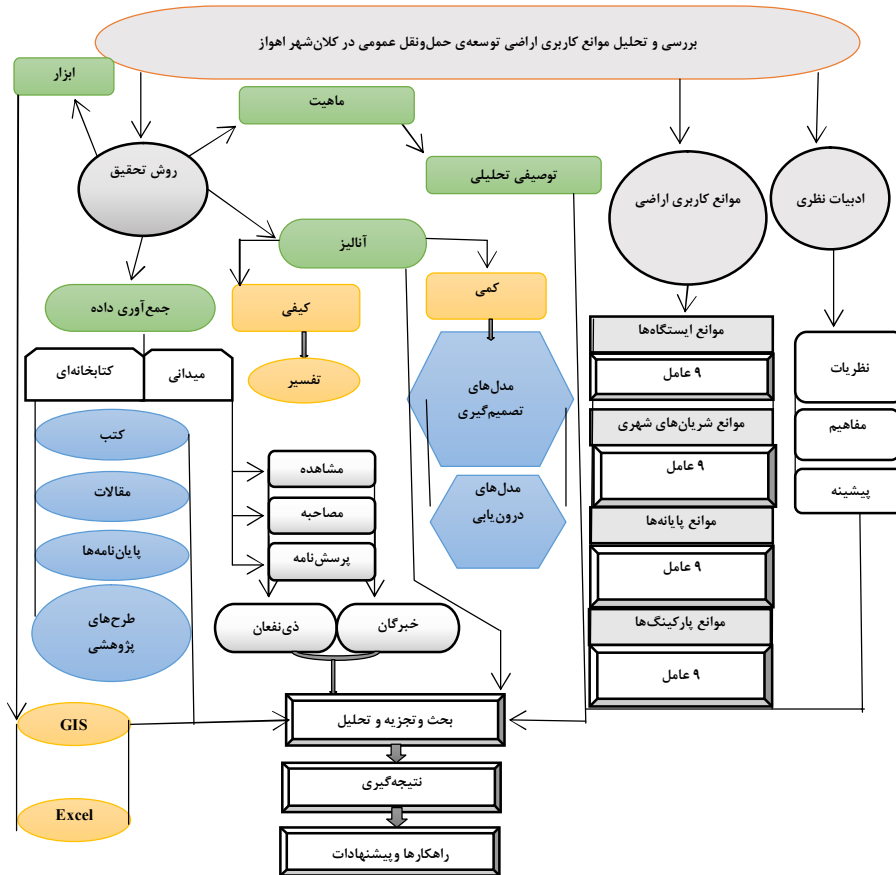 بررسی و تحلیل موانع کاربری اراضی توسعه‌ی حمل‌ونقل عمومی در کلان‌شهر اهواز
ابزار
ماهیت
روش تحقیق
توصیفی تحلیلی
موانع کاربری اراضی
ادبیات نظری
آنالیز
جمع‌آوری داده
کیفی
کمی
کتابخانه‌ای
میدانی
تفسیر
مدل‌های
تصمیم‌گیری
مدل‌های
درون‌یابی
موانع ایستگاه‌ها
۹ عامل
موانع شریان‌های شهری
۹ عامل
موانع پایانه‌ها
۹ عامل
موانع پارکینگ‌ها
۹ عامل
نظریات
مفاهیم
پیشینه
کتب
مقالات
پایان‌نامه‌ها
طرح‌های
پژوهشی
مشاهده
مصاحبه
پرسش‌نامه
ذی‌نفعان
خبرگان
GIS
Excel
بحث وتجزیه و تحلیل
نتیجه‌گیری
راهکارها وپیشنهادات